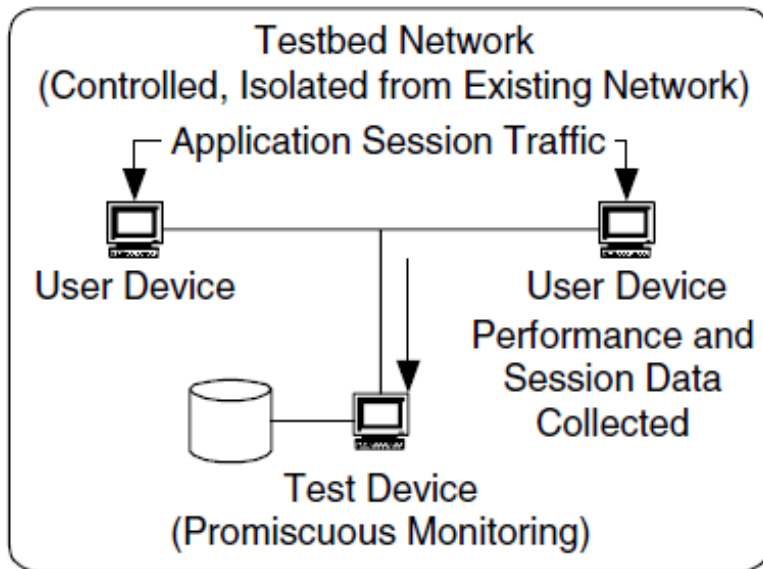 Testbed Network
(Controlled, Isolated from Existing Network)
Application Session Traffic
User Device
User Device
Performance and
Session Data
Collected
Test Device
(Promiscuous Monitoring)